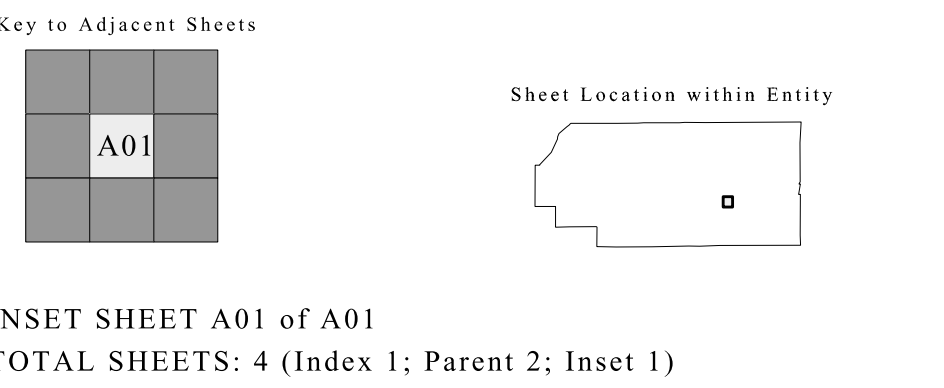 Key to Adjacent Sheets
Sheet Location within Entity
A01
NSET SHEET A01 of A01
TOTAL SHEETS: 4 (Index 1; Parent 2; Inset 1)